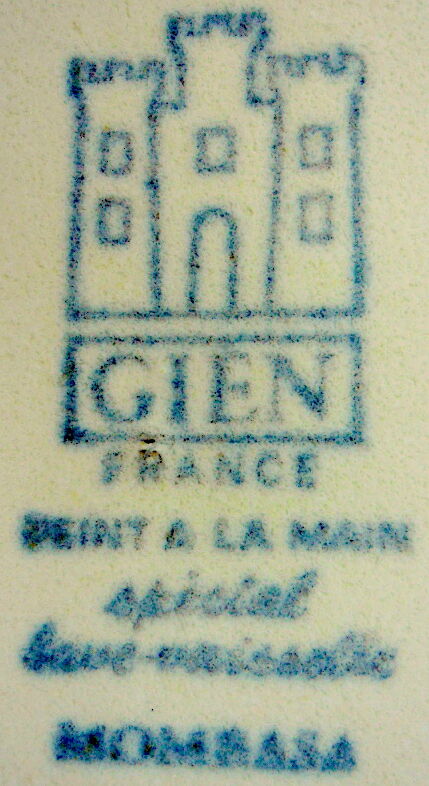 GIEN
FRANCE
PEINT A LA MAIN
spécial
lave-vaisselle
MOMBASA